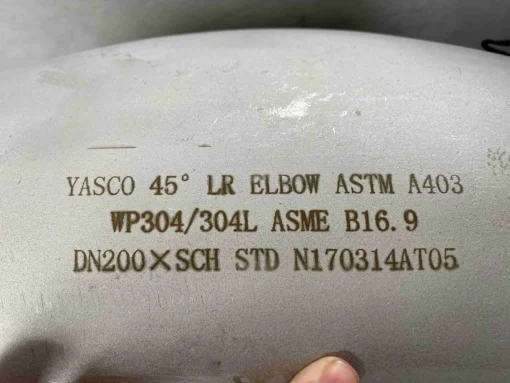 YASCO 45° LR ELBOW ASTM A403
WP304/304L ASME B16.9
DN200×SCH STD N170314AT05